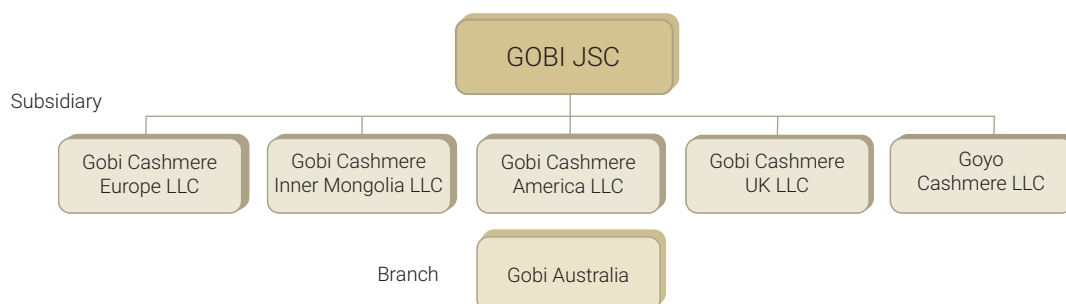 GOBI JSC
Subsidiary
Gobi Cashmere
Europe LLC
Gobi Cashmere
Inner Mongolia LLC
Gobi Cashmere
America LLC
Gobi Cashmere
UK LLC
Goyo
Cashmere LLC
Branch
Gobi Australia